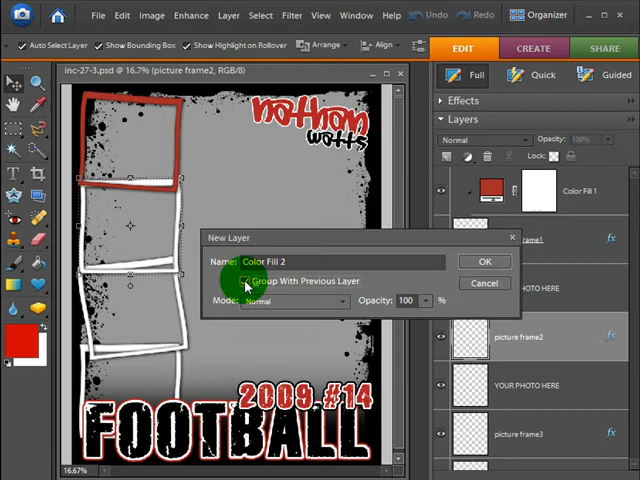 File Edit Image Enhance Layer Select Filter View Window Help Undo Redo Organizer
Auto Select Layer Show Bounding Box Show Highlight on Rollover Arrange Align EDIT CREATE SHARE
inc-27-3.psd @ 16.7% (picture frame2, RGB/8)
Full Quick Guided
Effects
Layers
Normal Opacity: 100%
Lock:
Color Fill 1
nathan
watts
New Layer
Name: Color Fill 2 OK
Group With Previous Layer Cancel
Mode: Normal Opacity: 100 %
frame1
fx
HERE
picture frame2
YOUR PHOTO HERE
picture frame3
fx
2009 #14
FOOTBALL
16.67%